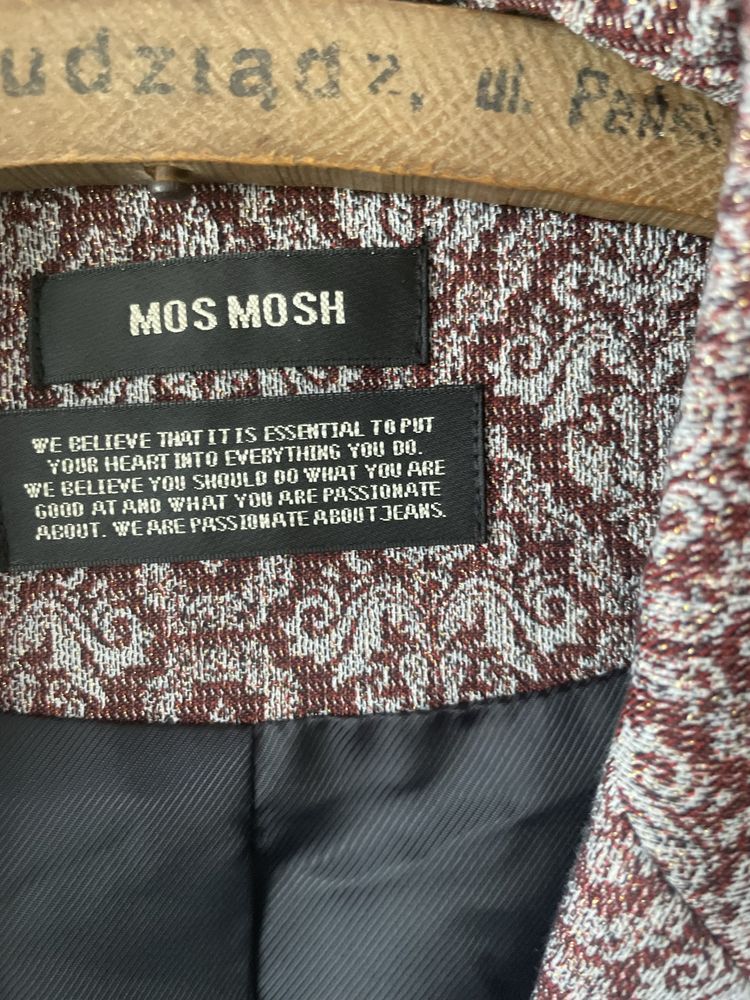 udziądz, ul. Pańsk
MOS MOSH
WE BELIEVE THAT IT IS ESSENTIAL TO PUT
YOUR HEART INTO EVERYTHING YOU DO.
WE BELIEVE YOU SHOULD DO WHAT YOU ARE
GOOD AT AND WHAT YOU ARE PASSIONATE
ABOUT. WE ARE PASSIONATE ABOUT JEANS.